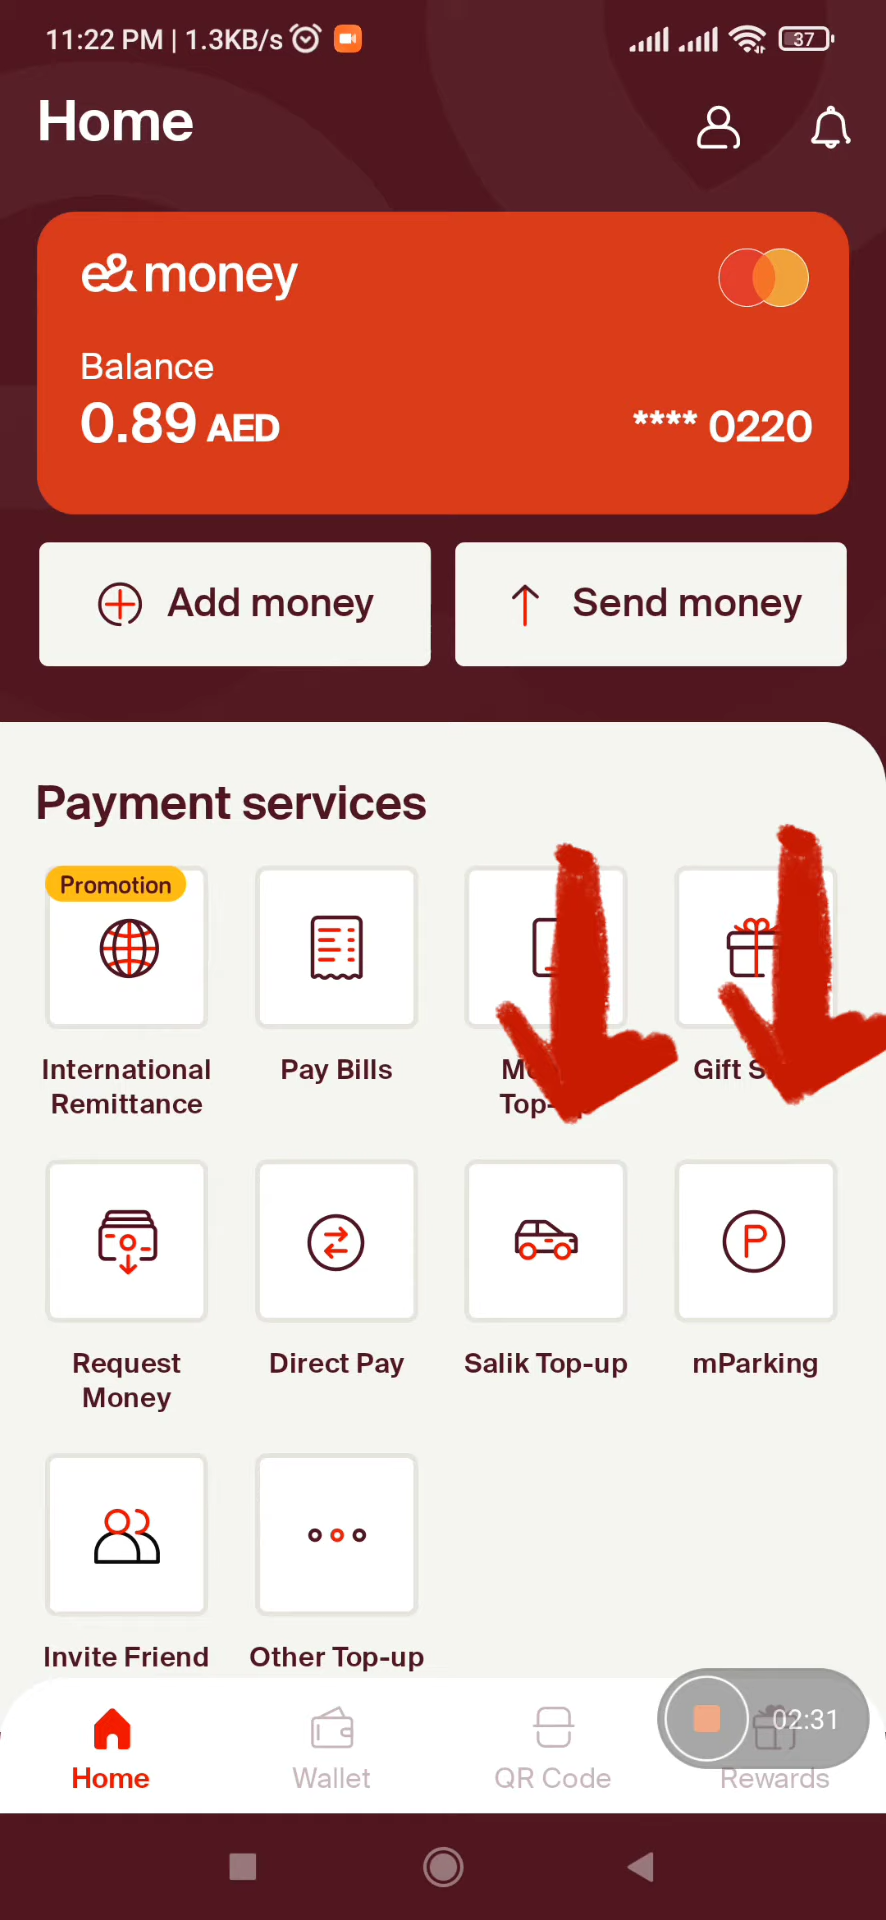 11:22 PM | 1.3KB/s
37
Home
e& money
Balance
0.89 AED
**** 0220
Add money
Send money
Payment services
Promotion
International
Remittance
Pay Bills
Top-
Gift
Request
Money
Direct Pay
Salik Top-up
P
mParking
Invite Friend
Other Top-up
02:31
Home
Wallet
QR Code
Rewards